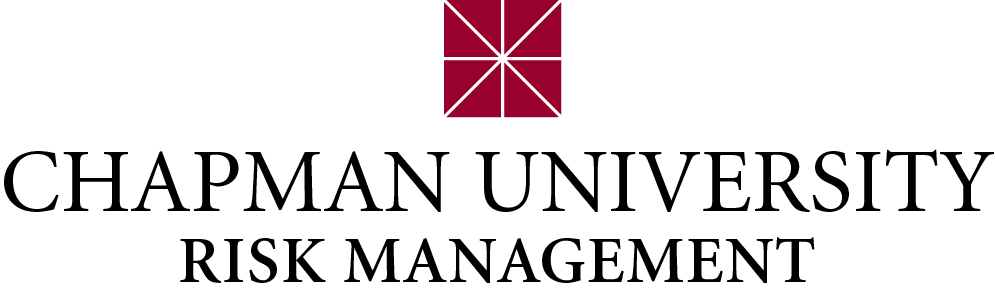 CHAPMAN UNIVERSITY
RISK MANAGEMENT